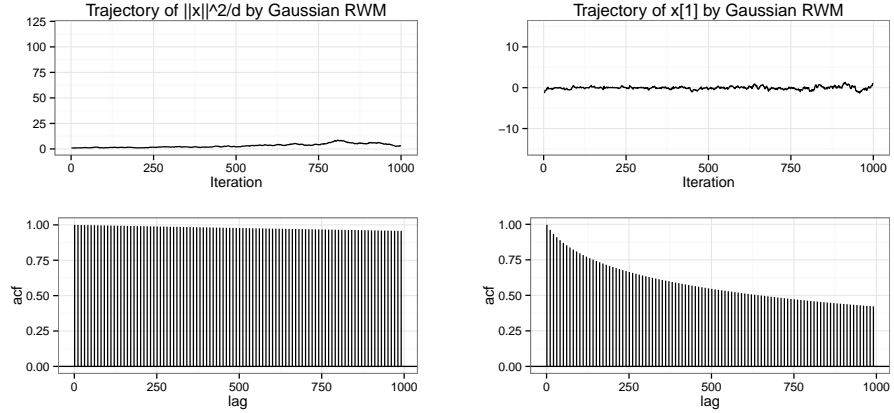 Trajectory of ||x||^2/d by Gaussian RWM
125
100
75
50
25
0
0 250 500 750 1000
Iteration
Trajectory of x[1] by Gaussian RWM
10
0
−10
0 250 500 750 1000
Iteration
1.00
0.75
0.50
0.25
0.00
acf
0 250 500 750 1000
lag
1.00
0.75
0.50
0.25
0.00
acf
0 250 500 750 1000
lag